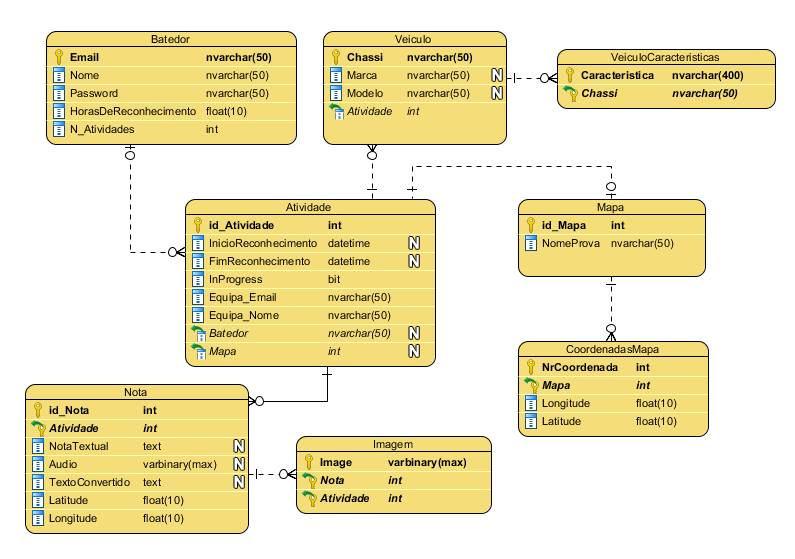 Batedor
Email nvarchar(50)
Nome nvarchar(50)
Password nvarchar(50)
HorasDeReconhecimento float(10)
N_Atividades int
Veiculo
Chassi nvarchar(50)
Marca nvarchar(50) N
Modelo nvarchar(50) N
Atividade int
VeiculoCaracteristicas
Caracteristica nvarchar(400)
Chassi nvarchar(50)
Atividade
id_Atividade int
InicioReconhecimento datetime N
FimReconhecimento datetime N
InProgress bit
Equipa_Email nvarchar(50)
Equipa_Nome nvarchar(50)
Batedor nvarchar(50) N
Mapa int N
Mapa
id_Mapa int
NomeProva nvarchar(50)
CoordenadasMapa
NrCoordenada int
Mapa int
Longitude float(10)
Latitude float(10)
Nota
id_Nota int
Atividade int
NotaTextual text N
Audio varbinary(max) N
TextoConvertido text N
Latitude float(10)
Longitude float(10)
Imagem
Image varbinary(max)
Nota int
Atividade int